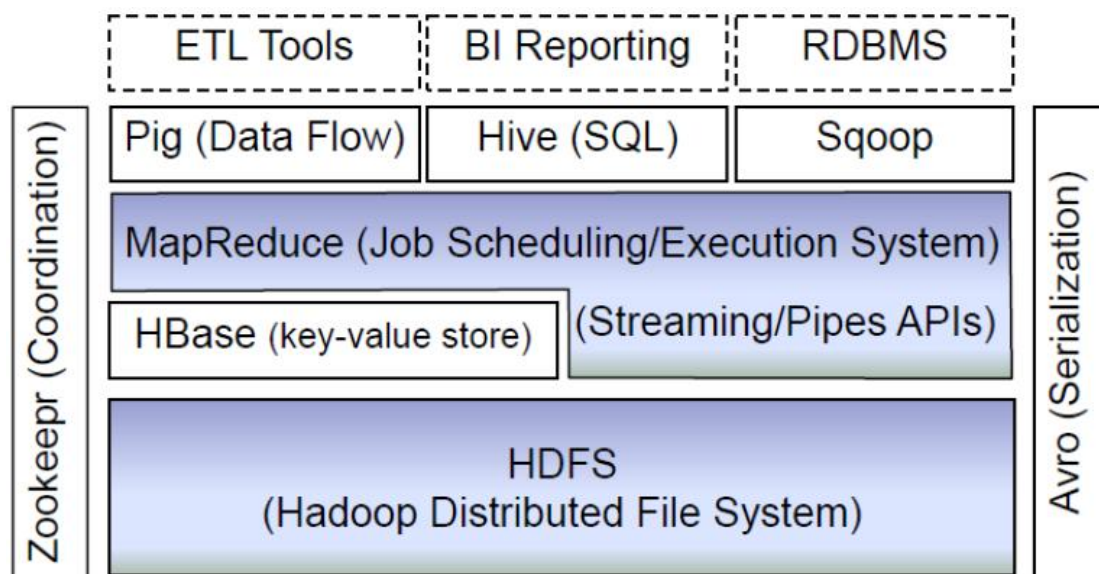 ETL Tools
BI Reporting
RDBMS
Zookeepr (Coordination)
Pig (Data Flow)
Hive (SQL)
Sqoop
Avro (Serialization)
MapReduce (Job Scheduling/Execution System)
(Streaming/Pipes APIs)
HBase (key-value store)
HDFS
(Hadoop Distributed File System)